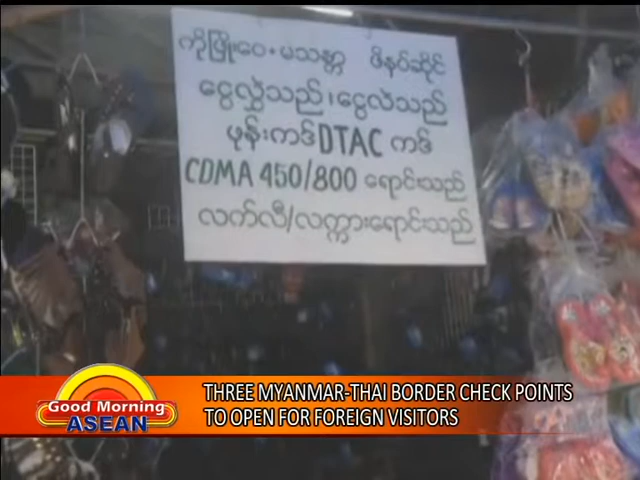 ကိုဖြိုးဝေ + မသန္တာ ဖိနပ်ဆိုင်
ငွေလွှဲသည်၊ ငွေလဲသည်
ဖုန်းကဒ် DTAC ကဒ်
CDMA 450/800 ရောင်းသည်
လက်လီ/လက္ကားရောင်းသည်
THREE MYANMAR-THAI BORDER CHECK POINTS
TO OPEN FOR FOREIGN VISITORS
Good Morning
ASEAN